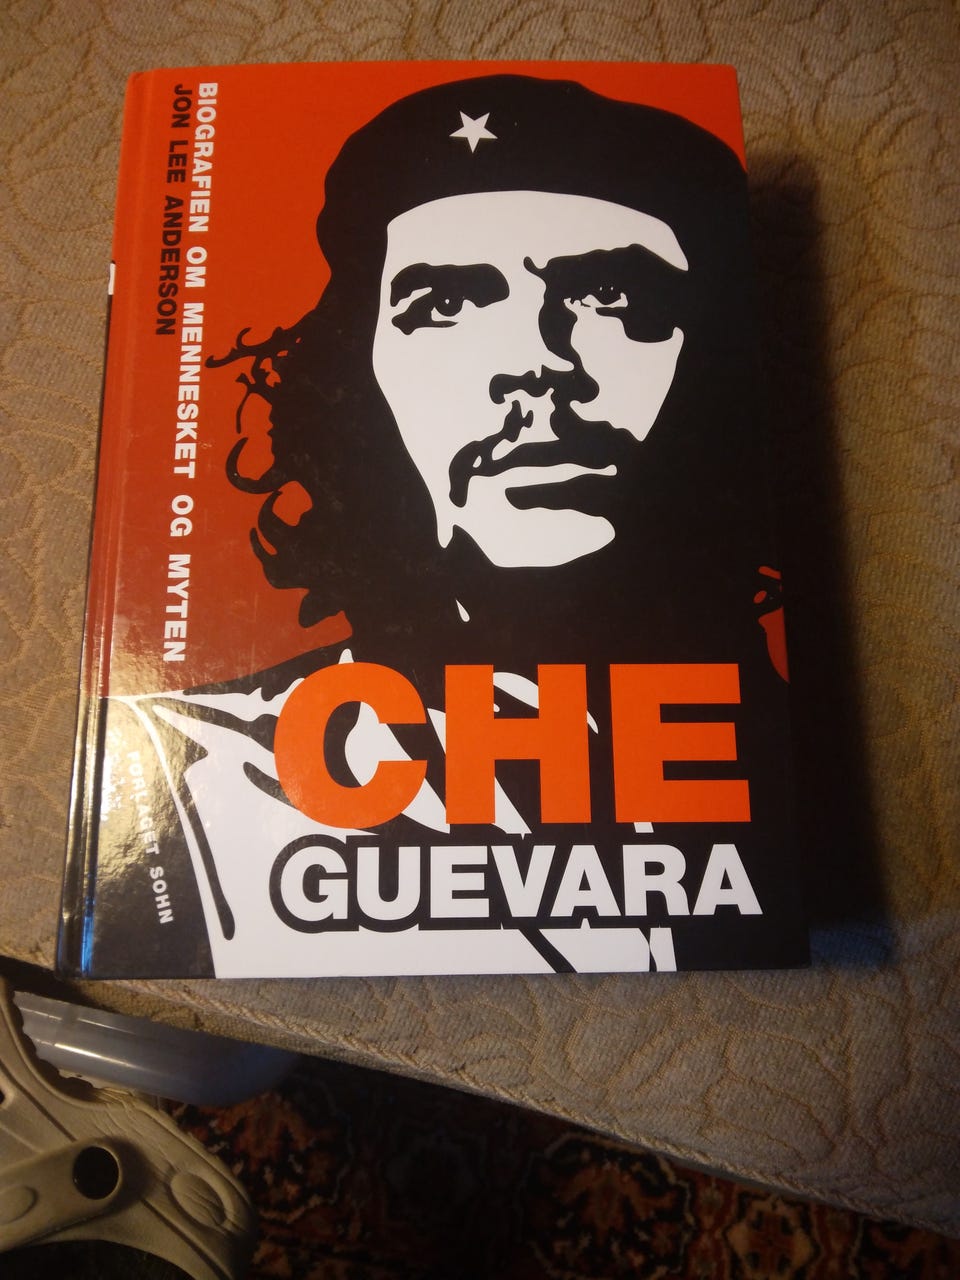 BIOGRAFIEN OM MENNESKET OG MYTEN
JON LEE ANDERSON
CHE
GUEVARA
FORLAGET SOHN